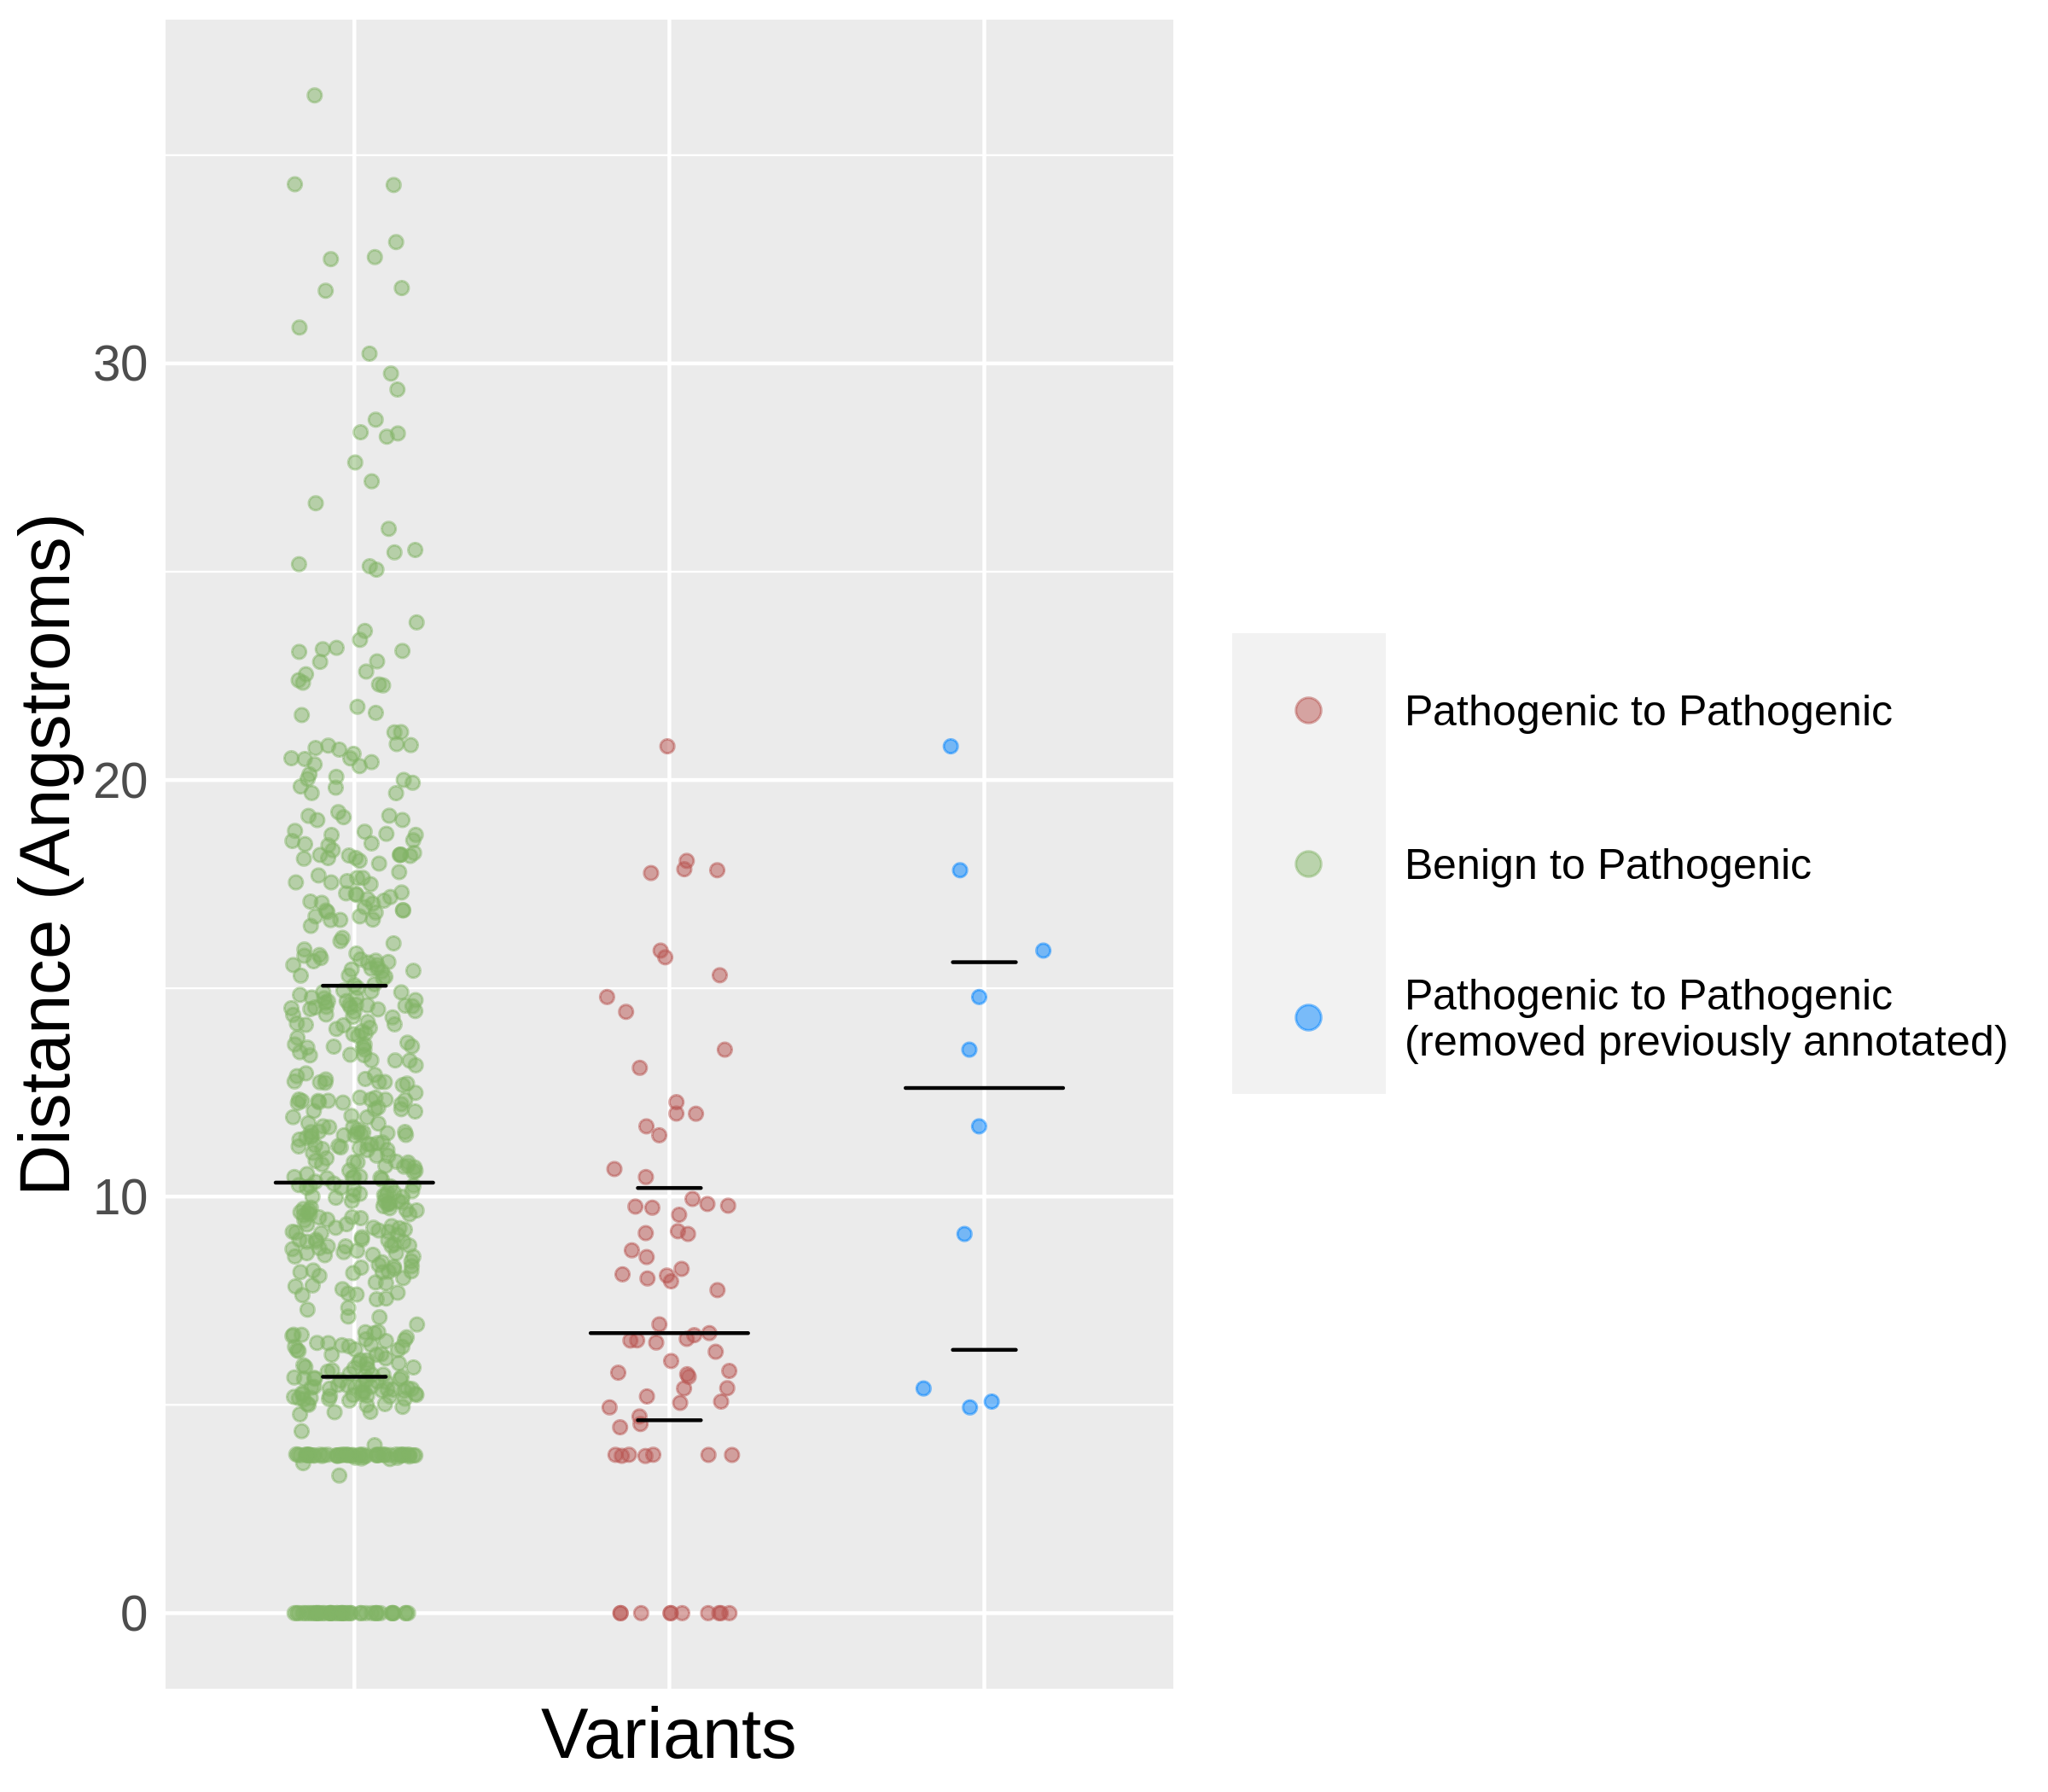 Distance (Angstroms)
30
20
10
0
Variants
Pathogenic to Pathogenic
Benign to Pathogenic
Pathogenic to Pathogenic
(removed previously annotated)